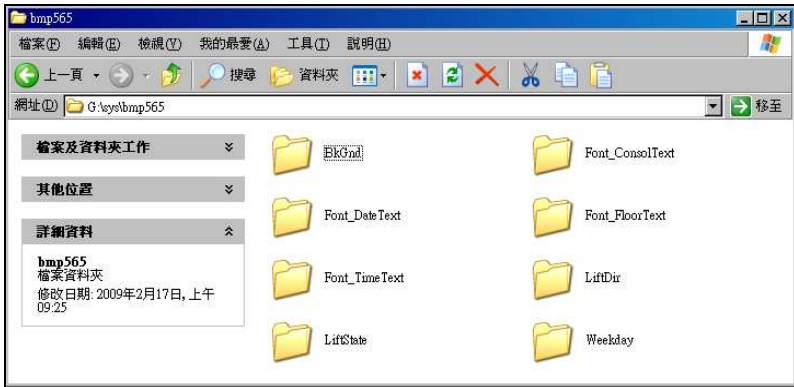 bmp565
檔案(F) 編輯(E) 檢視(V) 我的最愛(A) 工具(T) 說明(H)
上一頁 搜尋 資料夾
網址(D) G:\sys\bmp565 移至
檔案及資料夾工作
其他位置
詳細資料
bmp565
檔案資料夾
修改日期: 2009年2月17日, 上午
09:25
BkGnd Font_ConsolText
Font_DateText Font_FloorText
Font_TimeText LiftDir
LiftState Weekday